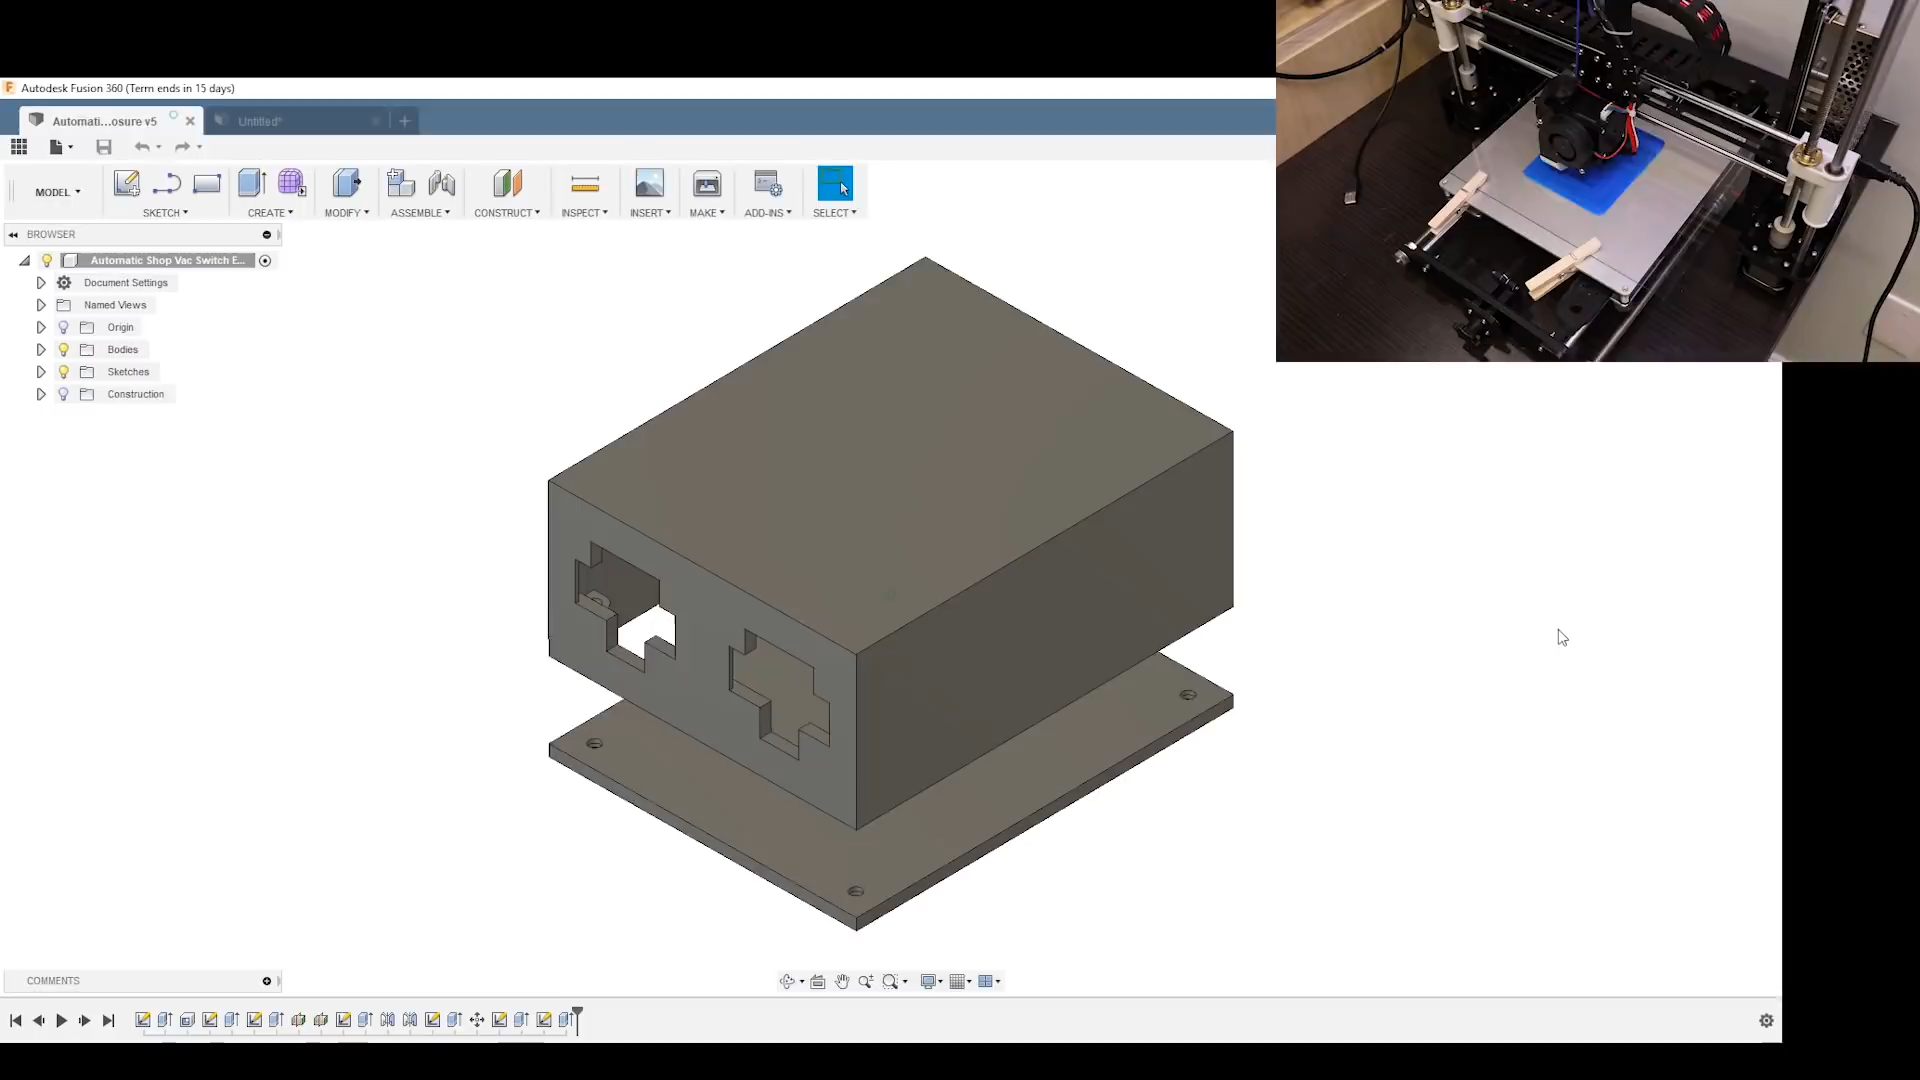 Autodesk Fusion 360 (Term ends in 15 days)
Automati...osure v5
Untitled*
MODEL
SKETCH
CREATE
MODIFY
ASSEMBLE
CONSTRUCT
INSPECT
INSERT
MAKE
ADD-INS
SELECT
BROWSER
Automatic Shop Vac Switch E...
Document Settings
Named Views
Origin
Bodies
Sketches
Construction
COMMENTS